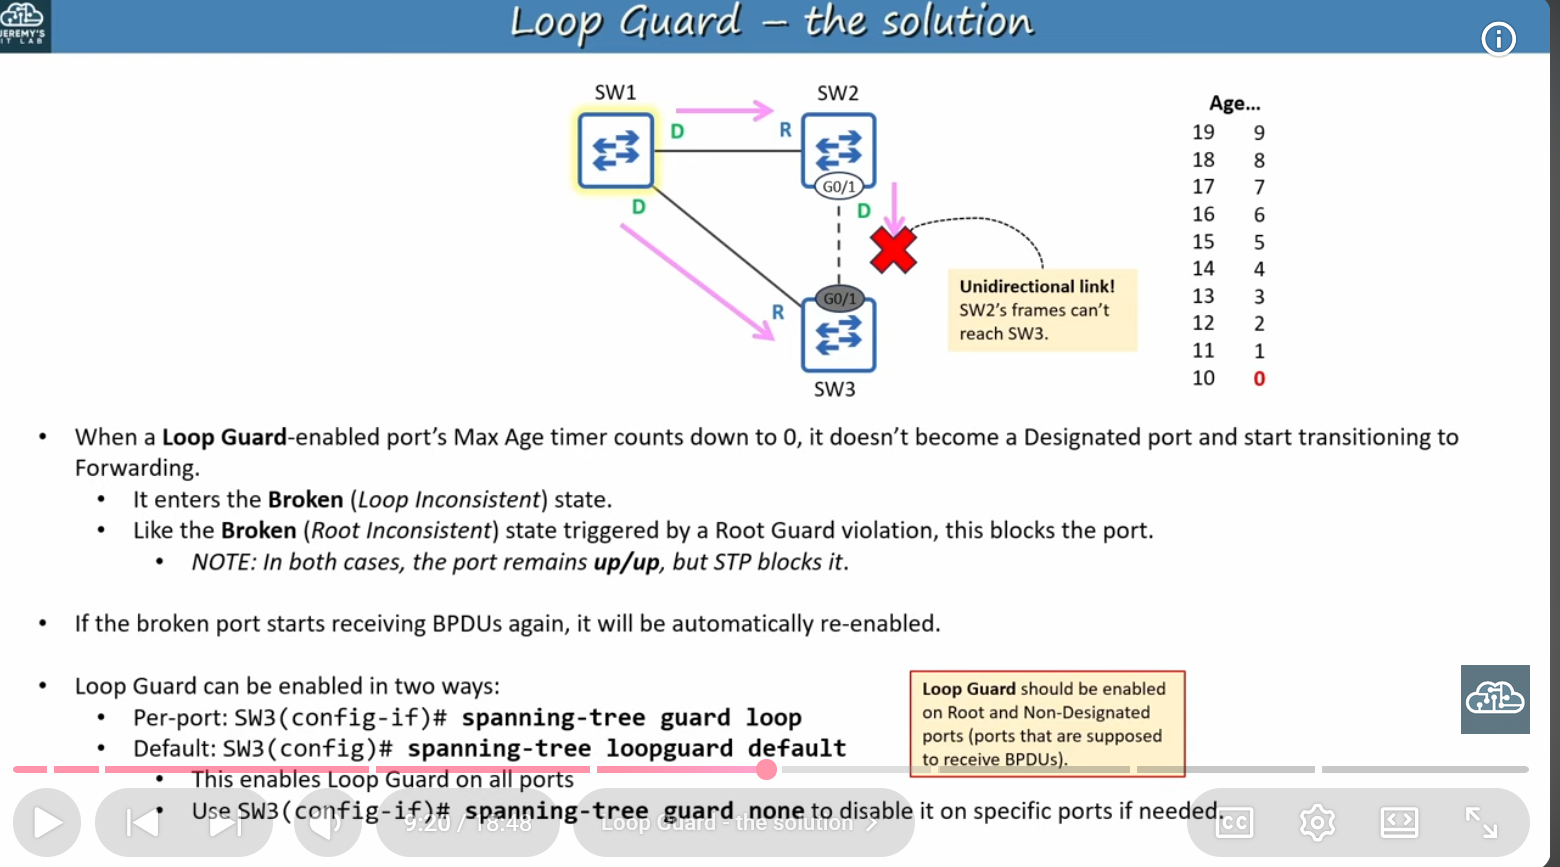 JEREMY'S
IT LAB
Loop Guard – the solution
SW1
SW2
Age...
D
R
19 9
18 8
17 7
16 6
15 5
14 4
13 3
12 2
11 1
10 0
G0/1
D
D
Unidirectional link!
SW2's frames can't
reach SW3.
G0/1
R
SW3
• When a Loop Guard-enabled port's Max Age timer counts down to 0, it doesn't become a Designated port and start transitioning to
Forwarding.
• It enters the Broken (Loop Inconsistent) state.
• Like the Broken (Root Inconsistent) state triggered by a Root Guard violation, this blocks the port.
• NOTE: In both cases, the port remains up/up, but STP blocks it.
• If the broken port starts receiving BPDUs again, it will be automatically re-enabled.
• Loop Guard can be enabled in two ways:
• Per-port: SW3(config-if)# spanning-tree guard loop
• Default: SW3(config)# spanning-tree loopguard default
• This enables Loop Guard on all ports
• Use SW3(config-if)# spanning-tree guard none to disable it on specific ports if needed.
Loop Guard should be enabled
on Root and Non-Designated
ports (ports that are supposed
to receive BPDUs).
9:20 / 18:48
Loop Guard - the solution >
CC